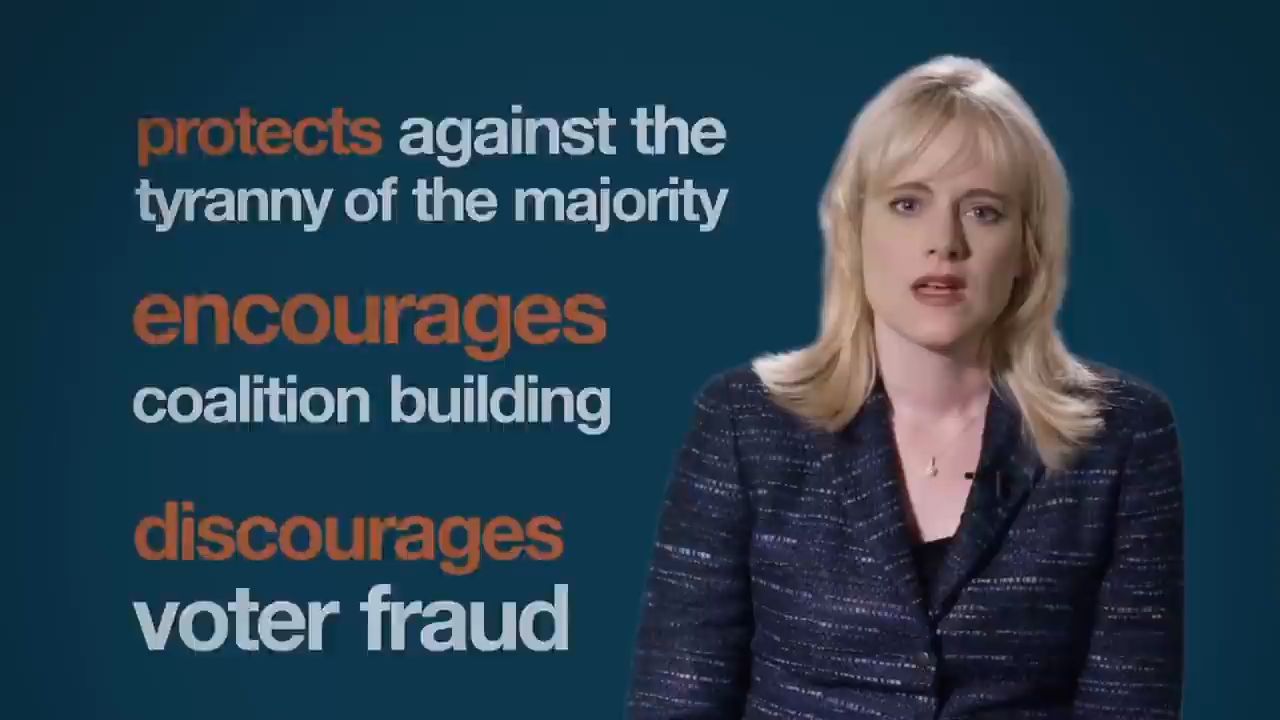 protects against the
tyranny of the majority
encourages
coalition building
discourages
voter fraud